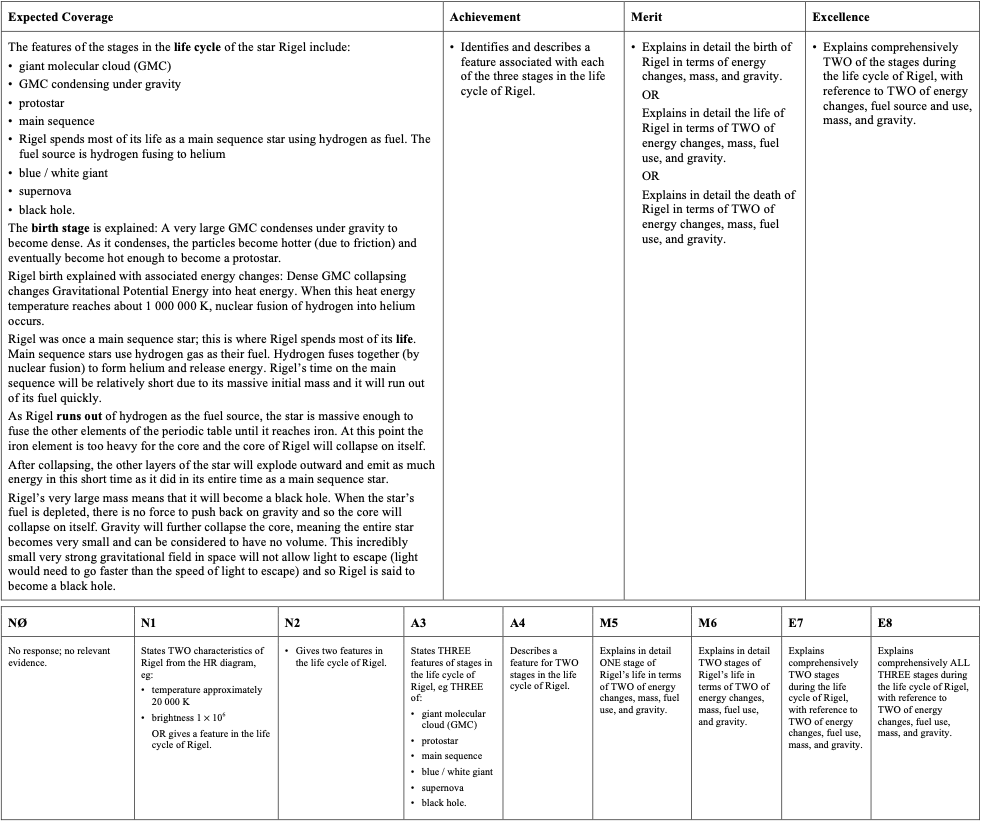 Expected Coverage
Achievement
Merit
Excellence
The features of the stages in the life cycle of the star Rigel include:
• giant molecular cloud (GMC)
• GMC condensing under gravity
• protostar
• main sequence
• Rigel spends most of its life as a main sequence star using hydrogen as fuel. The
fuel source is hydrogen fusing to helium
• blue / white giant
• supernova
• black hole.
The birth stage is explained: A very large GMC condenses under gravity to
become dense. As it condenses, the particles become hotter (due to friction) and
eventually become hot enough to become a protostar.
Rigel birth explained with associated energy changes: Dense GMC collapsing
changes Gravitational Potential Energy into heat energy. When this heat energy
temperature reaches about 1 000 000 K, nuclear fusion of hydrogen into helium
occurs.
Rigel was once a main sequence star; this is where Rigel spends most of its life.
Main sequence stars use hydrogen gas as their fuel. Hydrogen fuses together (by
nuclear fusion) to form helium and release energy. Rigel's time on the main
sequence will be relatively short due to its massive initial mass and it will run out
of its fuel quickly.
As Rigel runs out of hydrogen as the fuel source, the star is massive enough to
fuse the other elements of the periodic table until it reaches iron. At this point the
iron element is too heavy for the core and the core of Rigel will collapse on itself.
After collapsing, the other layers of the star will explode outward and emit as much
energy in this short time as it did in its entire time as a main sequence star.
Rigel's very large mass means that it will become a black hole. When the star's
fuel is depleted, there is no force to push back on gravity and so the core will
collapse on itself. Gravity will further collapse the core, meaning the entire star
becomes very small and can be considered to have no volume. This incredibly
small very strong gravitational field in space will not allow light to escape (light
would need to go faster than the speed of light to escape) and so Rigel is said to
become a black hole.
• Identifies and describes a
feature associated with each
of the three stages in the life
cycle of Rigel.
• Explains in detail the birth of
Rigel in terms of energy
changes, mass, and gravity.
OR
Explains in detail the life of
Rigel in terms of TWO of
energy changes, mass, fuel
use, and gravity.
OR
Explains in detail the death of
Rigel in terms of TWO of
energy changes, mass, fuel
use, and gravity.
• Explains comprehensively
TWO of the stages during
the life cycle of Rigel, with
reference to TWO of energy
changes, fuel source and use,
mass, and gravity.
NØ
N1
N2
A3
A4
M5
M6
E7
E8
No response; no relevant
evidence.
States TWO characteristics of
Rigel from the HR diagram,
eg:
• temperature approximately
20 000 K
• brightness 1 × 10⁶
OR gives a feature in the life
cycle of Rigel.
• Gives two features in
the life cycle of Rigel.
States THREE
features of stages in
the life cycle of
Rigel, eg THREE
of:
• giant molecular
cloud (GMC)
• protostar
• main sequence
• blue / white giant
• supernova
• black hole.
Describes a
feature for TWO
stages in the life
cycle of Rigel.
Explains in detail
ONE stage of
Rigel's life in terms
of TWO of energy
changes, mass, fuel
use, and gravity.
Explains in detail
TWO stages of
Rigel's life in
terms of TWO of
energy changes,
mass, fuel use,
and gravity.
Explains
comprehensively
TWO stages
during the life
cycle of Rigel,
with reference to
TWO of energy
changes, fuel use,
mass, and gravity.
Explains
comprehensively ALL
THREE stages during
the life cycle of Rigel,
with reference to
TWO of energy
changes, fuel use,
mass, and gravity.